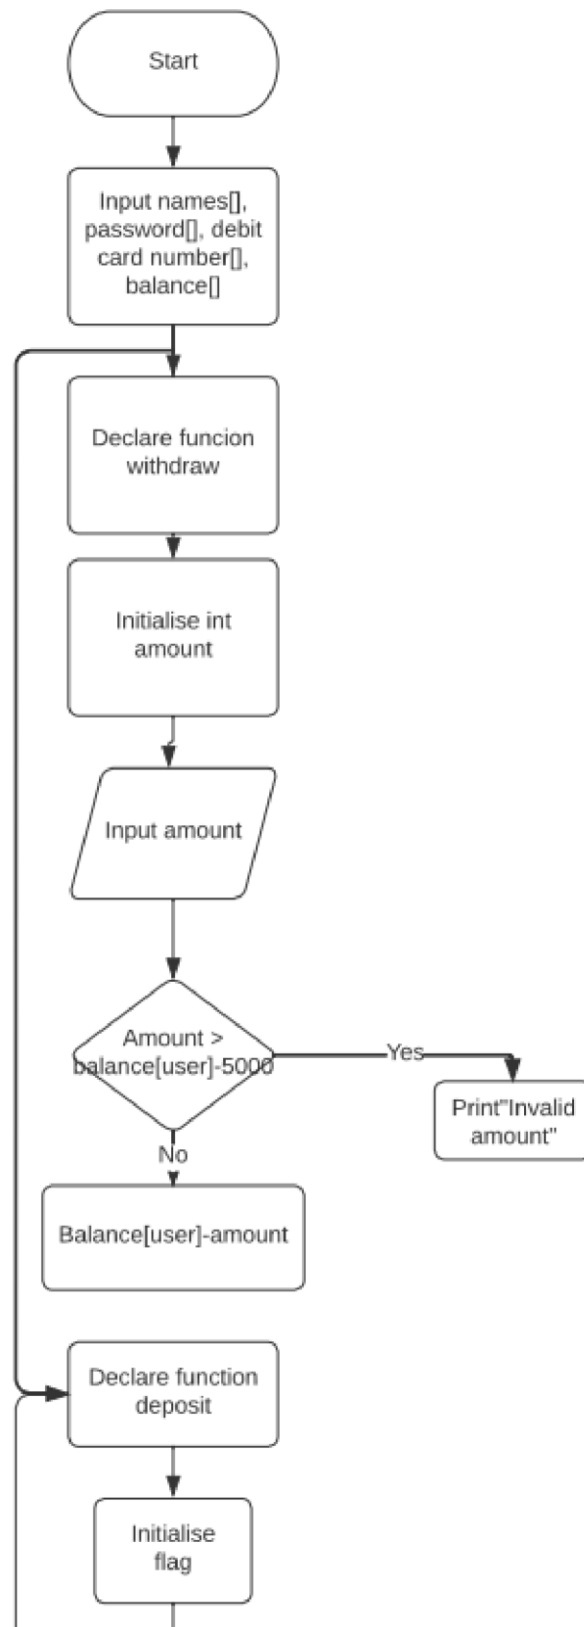 Start
Input names[],
password[], debit
card number[],
balance[]
Declare funcion
withdraw
Initialise int
amount
Input amount
Amount >
balance[user]-5000
Yes
Print"Invalid
amount"
No
Balance[user]-amount
Declare function
deposit
Initialise
flag